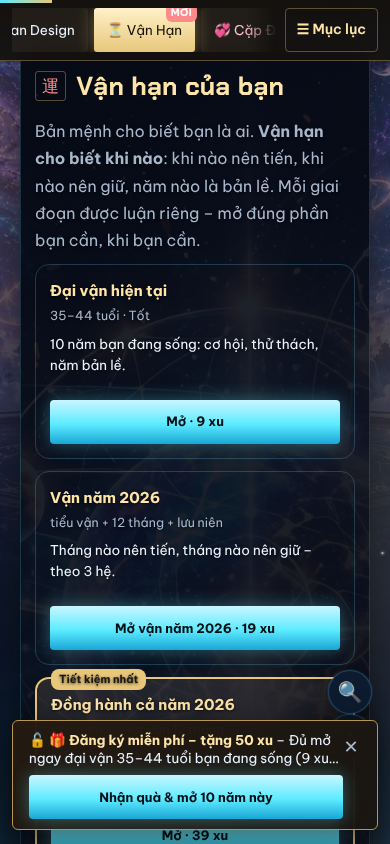 an Design
⏳ Vận Hạn
MỚI
💞 Cặp Đ
☰ Mục lục
運 Vận hạn của bạn
Bản mệnh cho biết bạn là ai. Vận hạn
cho biết khi nào: khi nào nên tiến, khi
nào nên giữ, năm nào là bản lề. Mỗi giai
đoạn được luận riêng – mở đúng phần
bạn cần, khi bạn cần.
Đại vận hiện tại
35–44 tuổi · Tốt
10 năm bạn đang sống: cơ hội, thử thách,
năm bản lề.
Mở · 9 xu
Vận năm 2026
tiểu vận + 12 tháng + lưu niên
Tháng nào nên tiến, tháng nào nên giữ –
theo 3 hệ.
Mở vận năm 2026 · 19 xu
Tiết kiệm nhất
Đồng hành cả năm 2026
🔓 🎁 Đăng ký miễn phí – tặng 50 xu – Đủ mở
ngay đại vận 35–44 tuổi bạn đang sống (9 xu...
✕
Nhận quà & mở 10 năm này
Mở · 39 xu